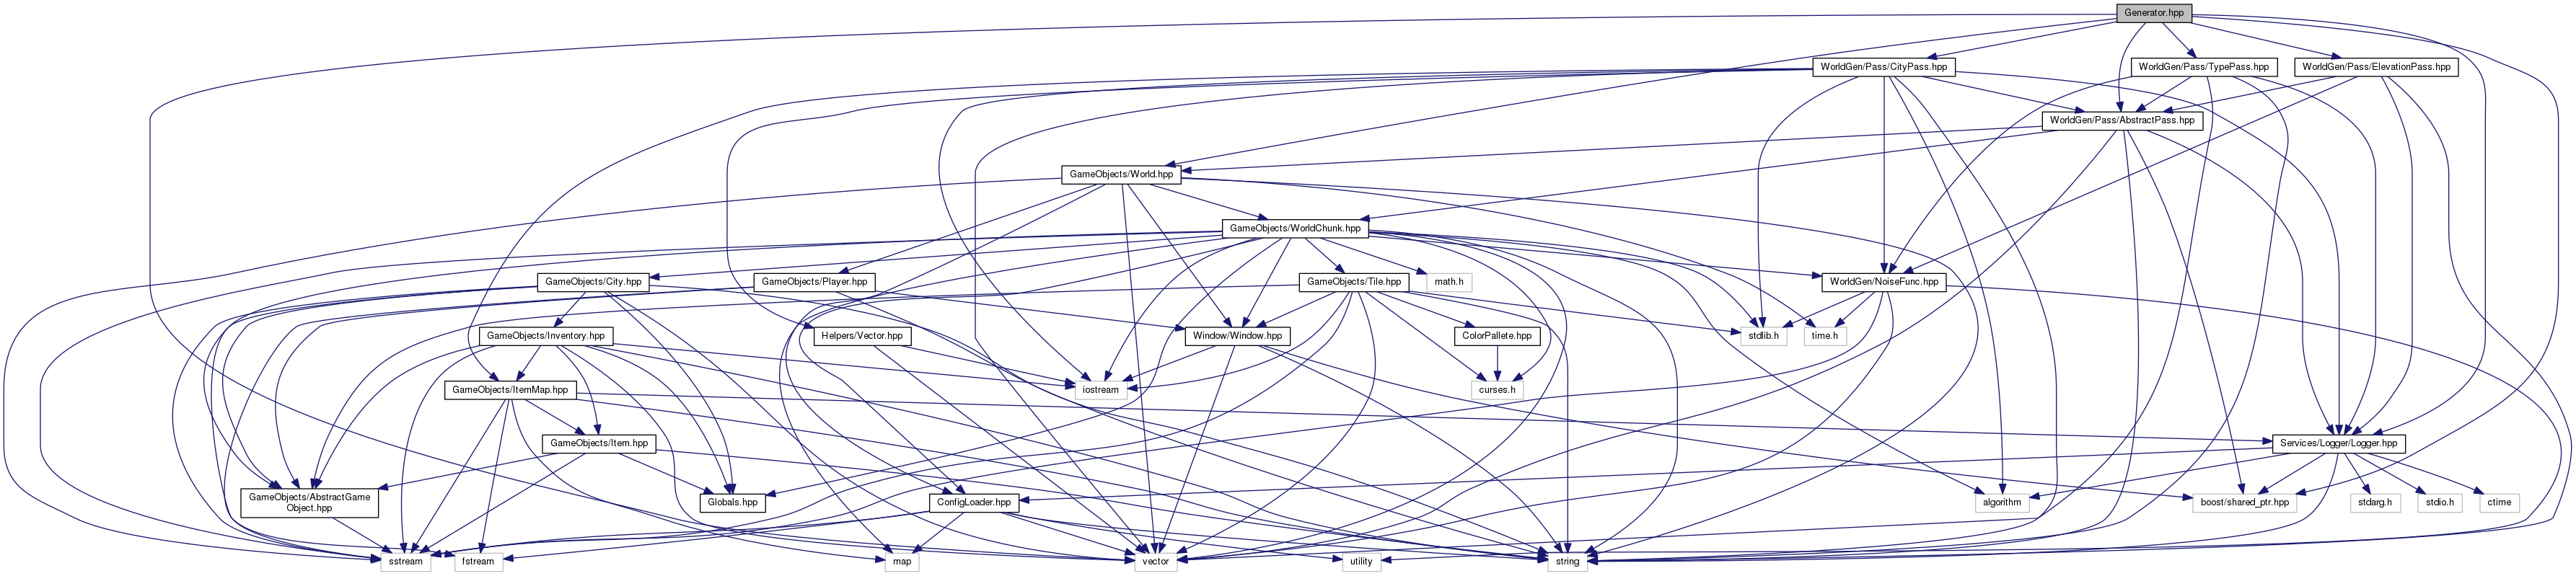 Generator.hpp
WorldGen/Pass/CityPass.hpp
WorldGen/Pass/TypePass.hpp
WorldGen/Pass/ElevationPass.hpp
WorldGen/Pass/AbstractPass.hpp
GameObjects/World.hpp
GameObjects/WorldChunk.hpp
GameObjects/City.hpp
GameObjects/Player.hpp
GameObjects/Tile.hpp
math.h
WorldGen/NoiseFunc.hpp
GameObjects/Inventory.hpp
Helpers/Vector.hpp
Window/Window.hpp
ColorPallete.hpp
stdlib.h
time.h
GameObjects/ItemMap.hpp
iostream
curses.h
GameObjects/Item.hpp
Services/Logger/Logger.hpp
GameObjects/AbstractGame
Object.hpp
Globals.hpp
ConfigLoader.hpp
algorithm
boost/shared_ptr.hpp
stdarg.h
stdio.h
ctime
sstream
fstream
map
vector
utility
string